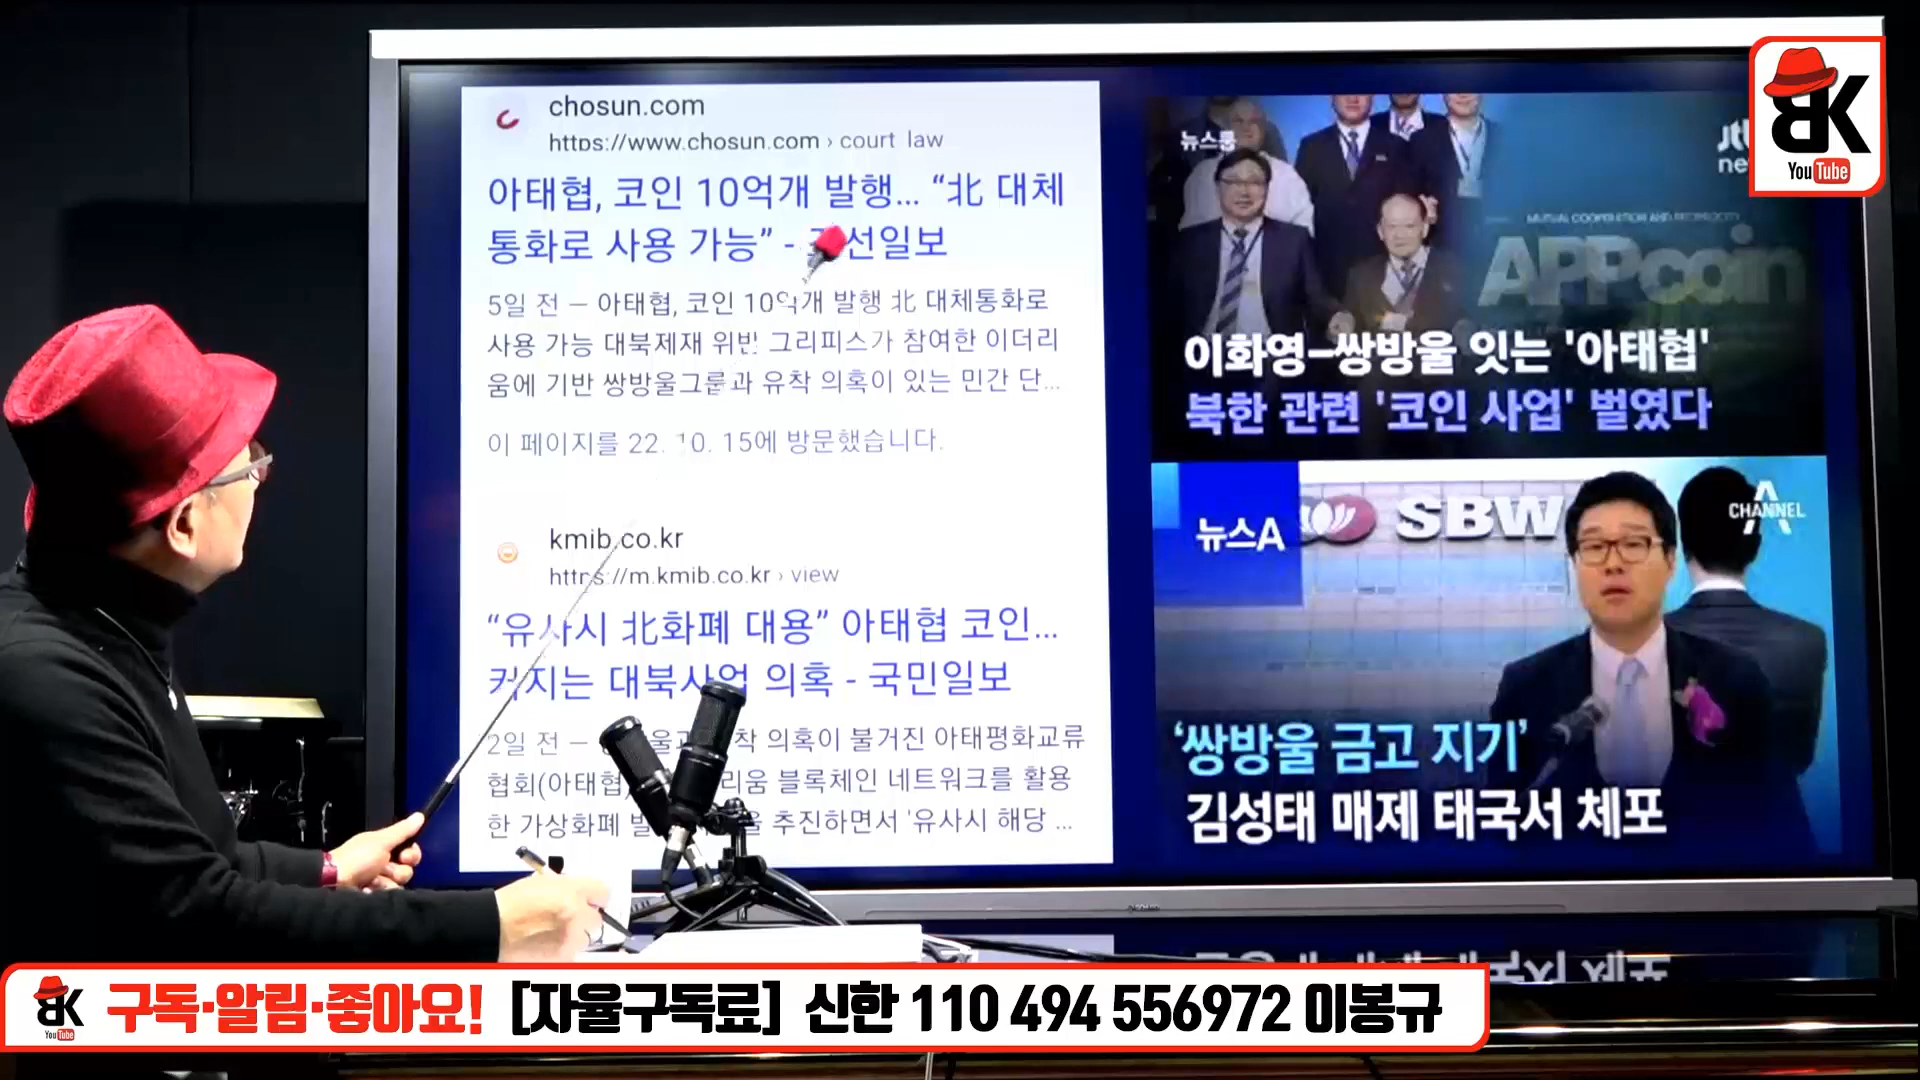 chosun.com
https://www.chosun.com › court_law
아태협, 코인 10억개 발행... “北 대체
통화로 사용 가능” - 조선일보
5일 전 — 아태협, 코인 10억개 발행 北 대체통화로
사용 가능 대북제재 위반 그리피스가 참여한 이더리
움에 기반 쌍방울그룹과 유착 의혹이 있는 민간 단...
이 페이지를 22. 10. 15에 방문했습니다.
kmib.co.kr
https://m.kmib.co.kr › view
“유사시 北화폐 대용” 아태협 코인...
커지는 대북사업 의혹 - 국민일보
2일 전 — 착 의혹이 불거진 아태평화교류
협회(아태협) 리움 블록체인 네트워크를 활용
한 가상화폐 발 을 추진하면서 '유사시 해당 ...
뉴스룸
MUTUAL COOPERATION AND RECIPROCITY
APPcoin
이화영–쌍방울 잇는 '아태협'
북한 관련 '코인 사업' 벌였다
BK
YouTube
뉴스A
SBW
CHANNEL A
‘쌍방울 금고 지기’
김성태 매제 태국서 체포
BK
YouTube
구독·알림·좋아요! [자율구독료] 신한 110 494 556972 이봉규